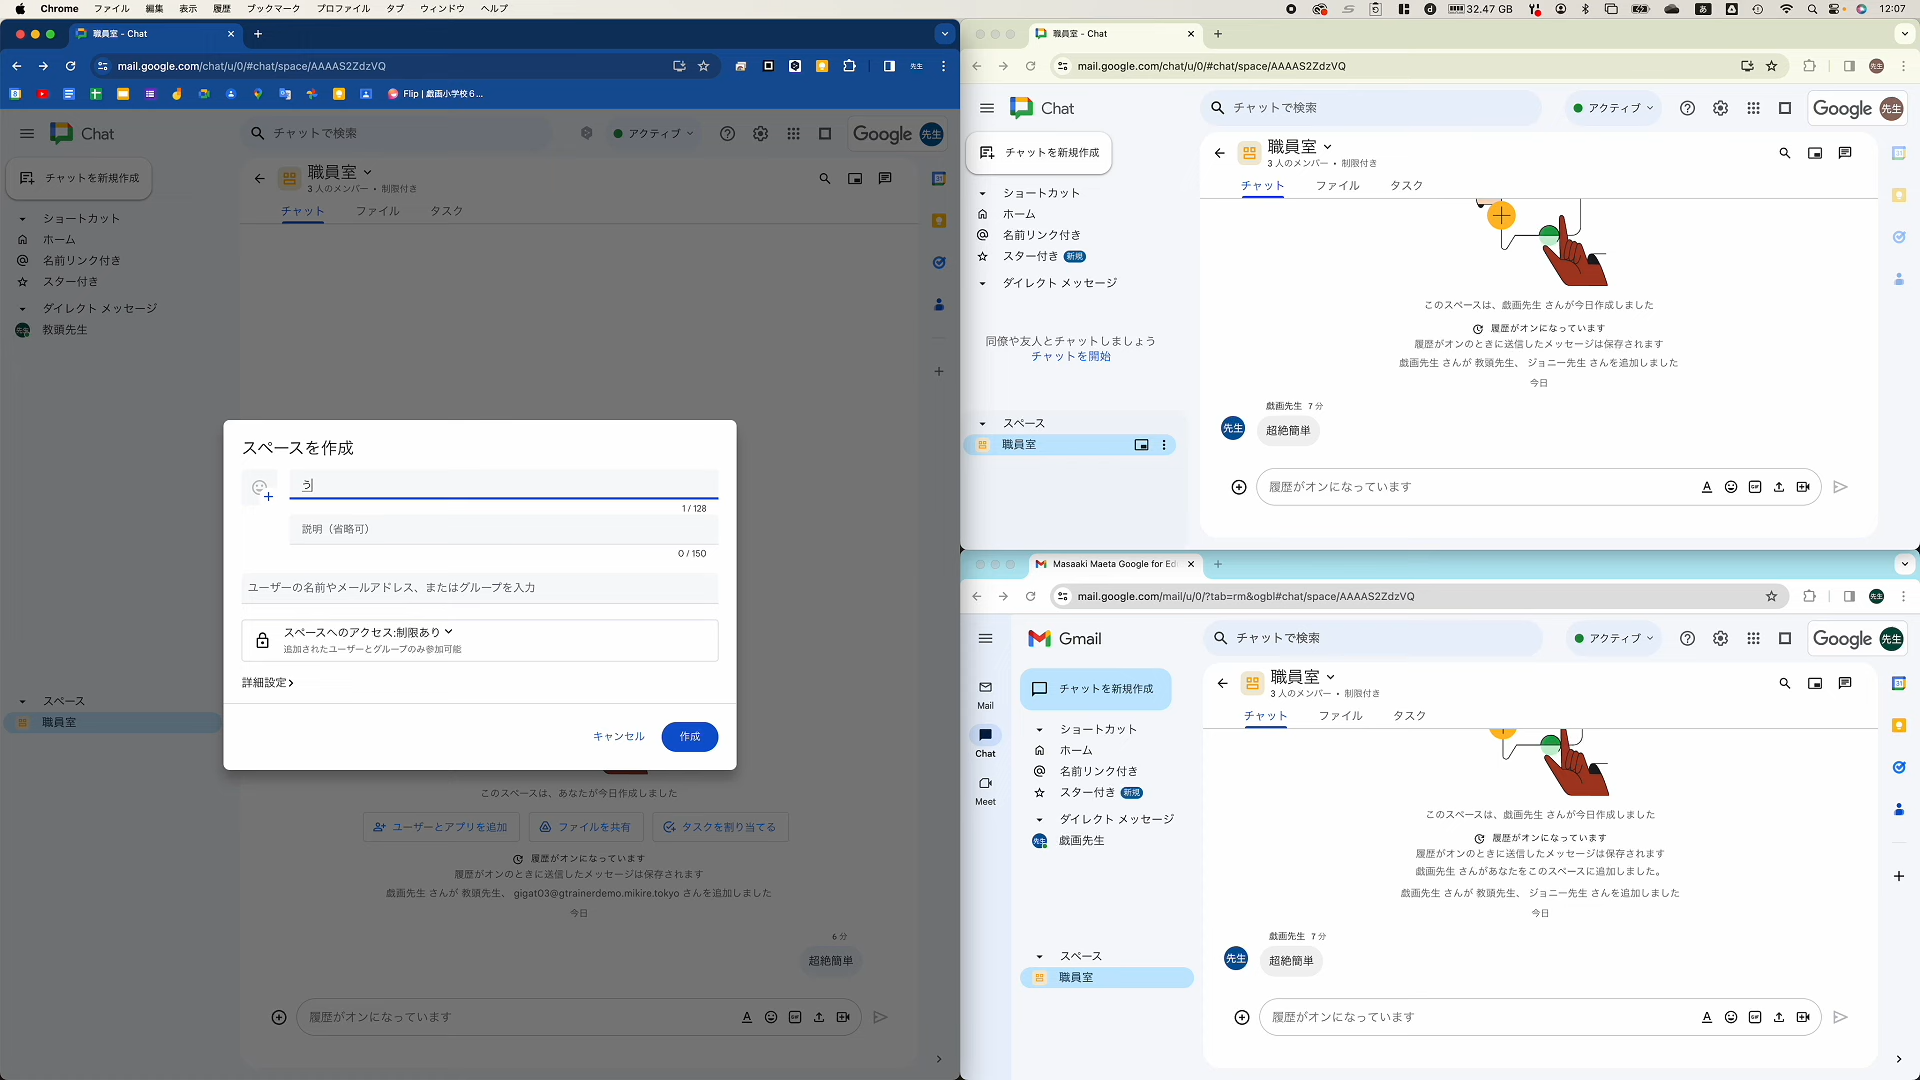 Chrome ファイル 編集 表示 履歴 ブックマーク プロファイル タブ ウィンドウ ヘルプ
32.47 GB あ 12:07
職員室 - Chat
mail.google.com/chat/u/0/#chat/space/AAAAS2ZdzVQ 先生
Flip | 戯画小学校6...
Chat チャットで検索 アクティブ Google 先生
チャットを新規作成
ショートカット
ホーム
名前リンク付き
スター付き
ダイレクト メッセージ
教頭先生
スペース
職員室
職員室
3 人のメンバー • 制限付き
チャット ファイル タスク
スペースを作成
う
1 / 128
説明（省略可）
0 / 150
ユーザーの名前やメールアドレス、またはグループを入力
スペースへのアクセス:制限あり
追加されたユーザーとグループのみ参加可能
詳細設定
キャンセル 作成
このスペースは、あなたが今日作成しました
ユーザーとアプリを追加 ファイルを共有 タスクを割り当てる
履歴がオンになっています
履歴がオンのときに送信したメッセージは保存されます
戯画先生 さんが 教頭先生、 gigat03@gtrainerdemo.mikire.tokyo さんを追加しました
今日
6 分
超絶簡単
履歴がオンになっています
職員室 - Chat
mail.google.com/chat/u/0/#chat/space/AAAAS2ZdzVQ 先生
Chat チャットで検索 アクティブ Google 先生
チャットを新規作成
ショートカット
ホーム
名前リンク付き
スター付き 新規
ダイレクト メッセージ
同僚や友人とチャットしましょう
チャットを開始
スペース
職員室
職員室
3 人のメンバー • 制限付き
チャット ファイル タスク
このスペースは、戯画先生 さんが今日作成しました
履歴がオンになっています
履歴がオンのときに送信したメッセージは保存されます
戯画先生 さんが 教頭先生、 ジョニー先生 さんを追加しました
今日
戯画先生 7 分
先生 超絶簡単
履歴がオンになっています
Masaaki Maeta Google for Ed
mail.google.com/mail/u/0/?tab=rm&ogbl#chat/space/AAAAS2ZdzVQ 先生
Gmail チャットで検索 アクティブ Google 先生
Mail
Chat
Meet
チャットを新規作成
ショートカット
ホーム
名前リンク付き
スター付き 新規
ダイレクト メッセージ
戯画先生
スペース
職員室
職員室
3 人のメンバー • 制限付き
チャット ファイル タスク
このスペースは、戯画先生 さんが今日作成しました
履歴がオンになっています
履歴がオンのときに送信したメッセージは保存されます
戯画先生 さんがあなたをこのスペースに追加しました。
戯画先生 さんが 教頭先生、 ジョニー先生 さんを追加しました
今日
戯画先生 7 分
先生 超絶簡単
履歴がオンになっています